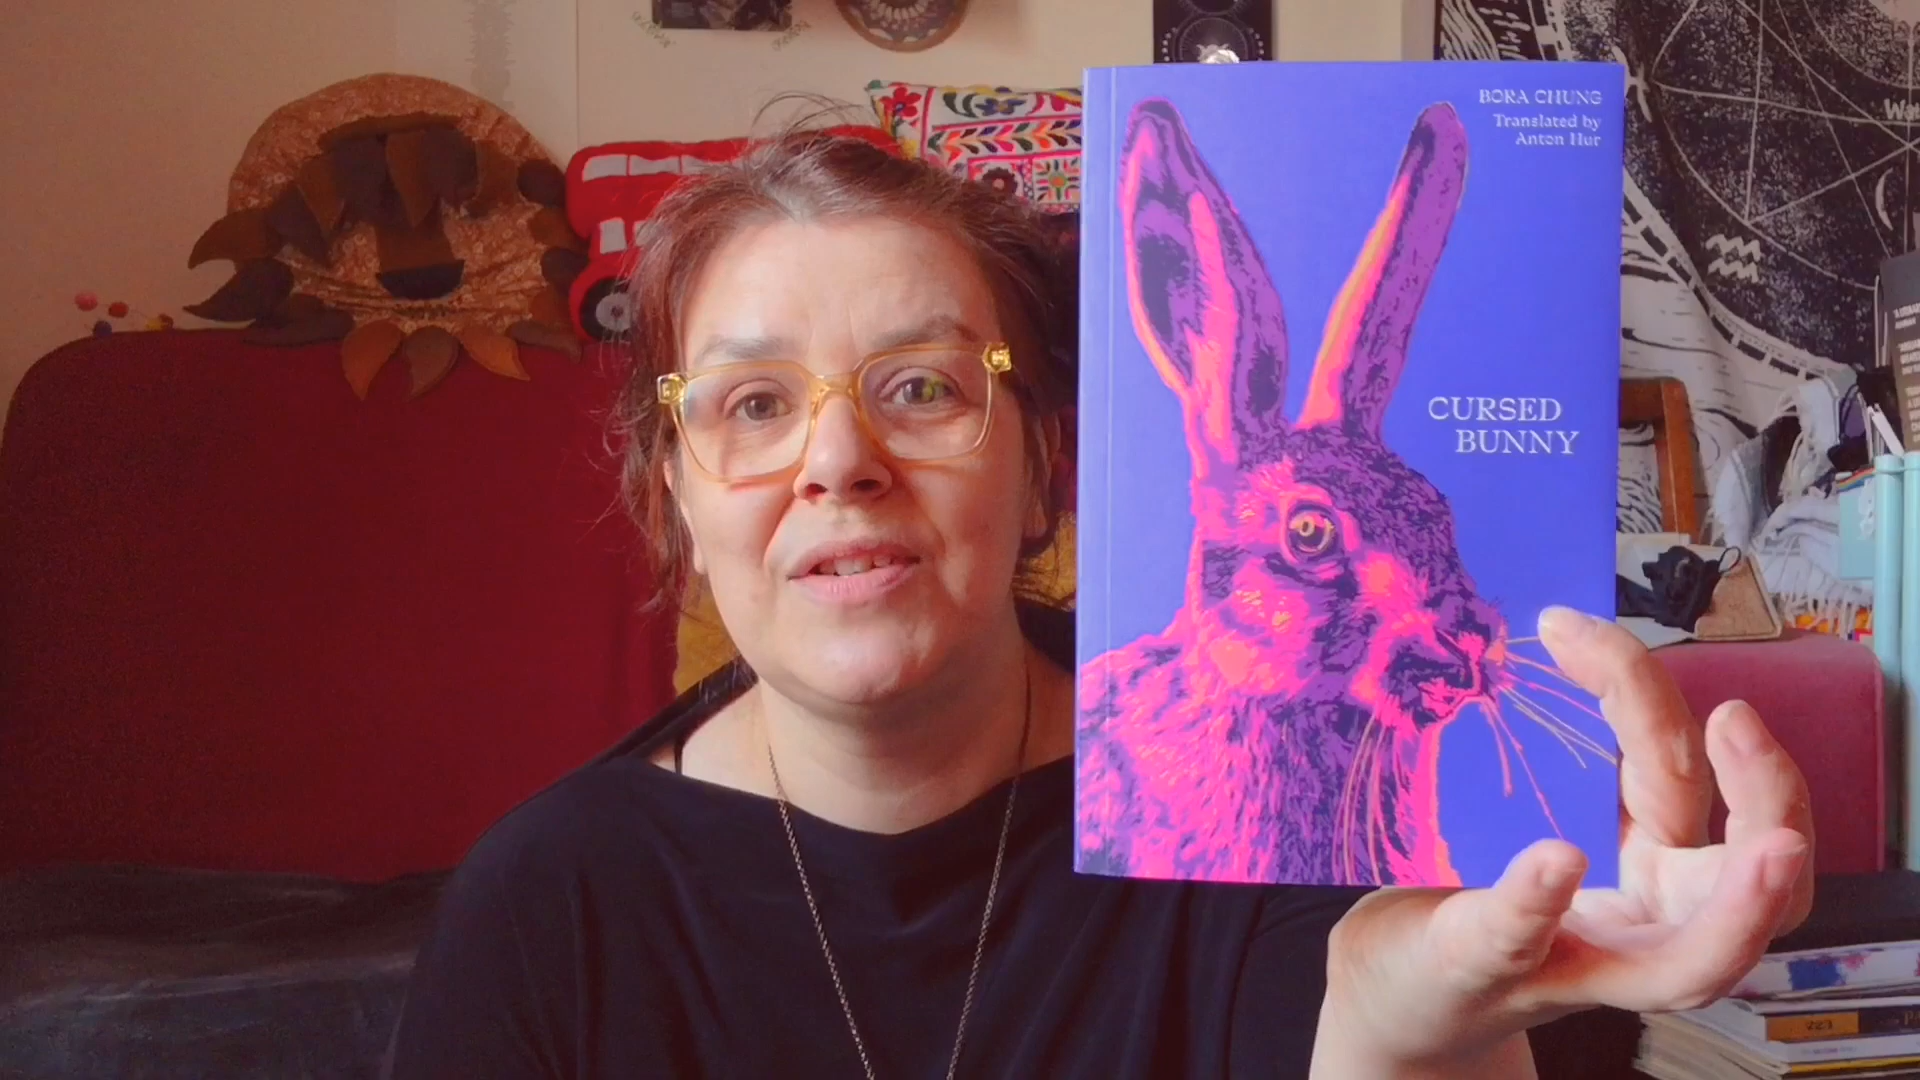 BORA CHUNG
Translated by
Anton Hur
CURSED
BUNNY